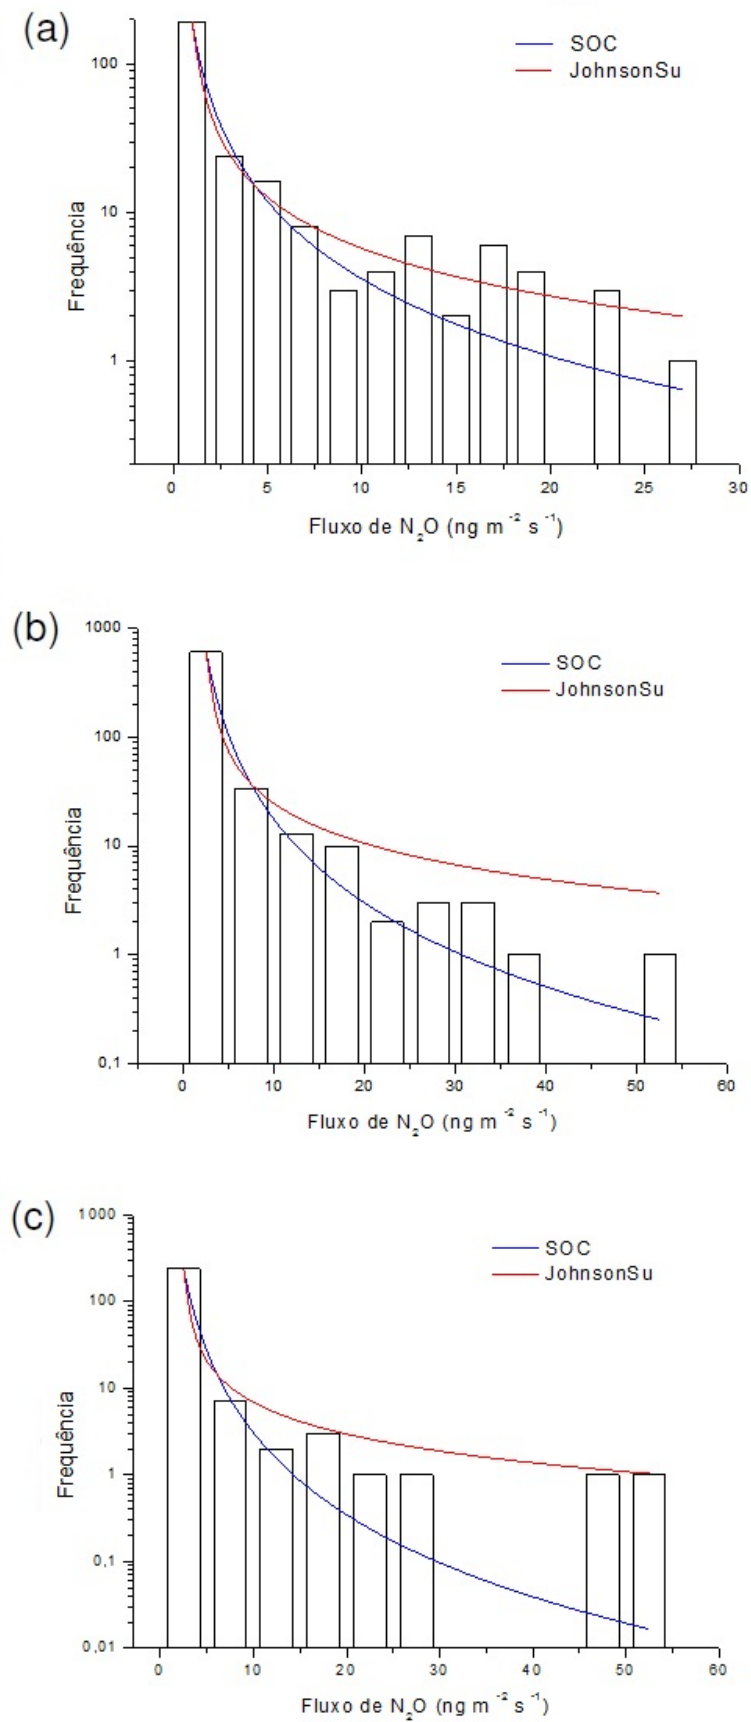 (a)
SOC
JohnsonSu
100
10
1
Frequência
0 5 10 15 20 25 30
Fluxo de N₂O (ng m⁻² s⁻¹)
(b)
1000
SOC
JohnsonSu
100
10
1
0,1
Frequência
0 10 20 30 40 50 60
Fluxo de N₂O (ng m⁻² s⁻¹)
(c)
1000
SOC
JohnsonSu
100
10
1
0,1
0,01
Frequência
0 10 20 30 40 50 60
Fluxo de N₂O (ng m⁻² s⁻¹)